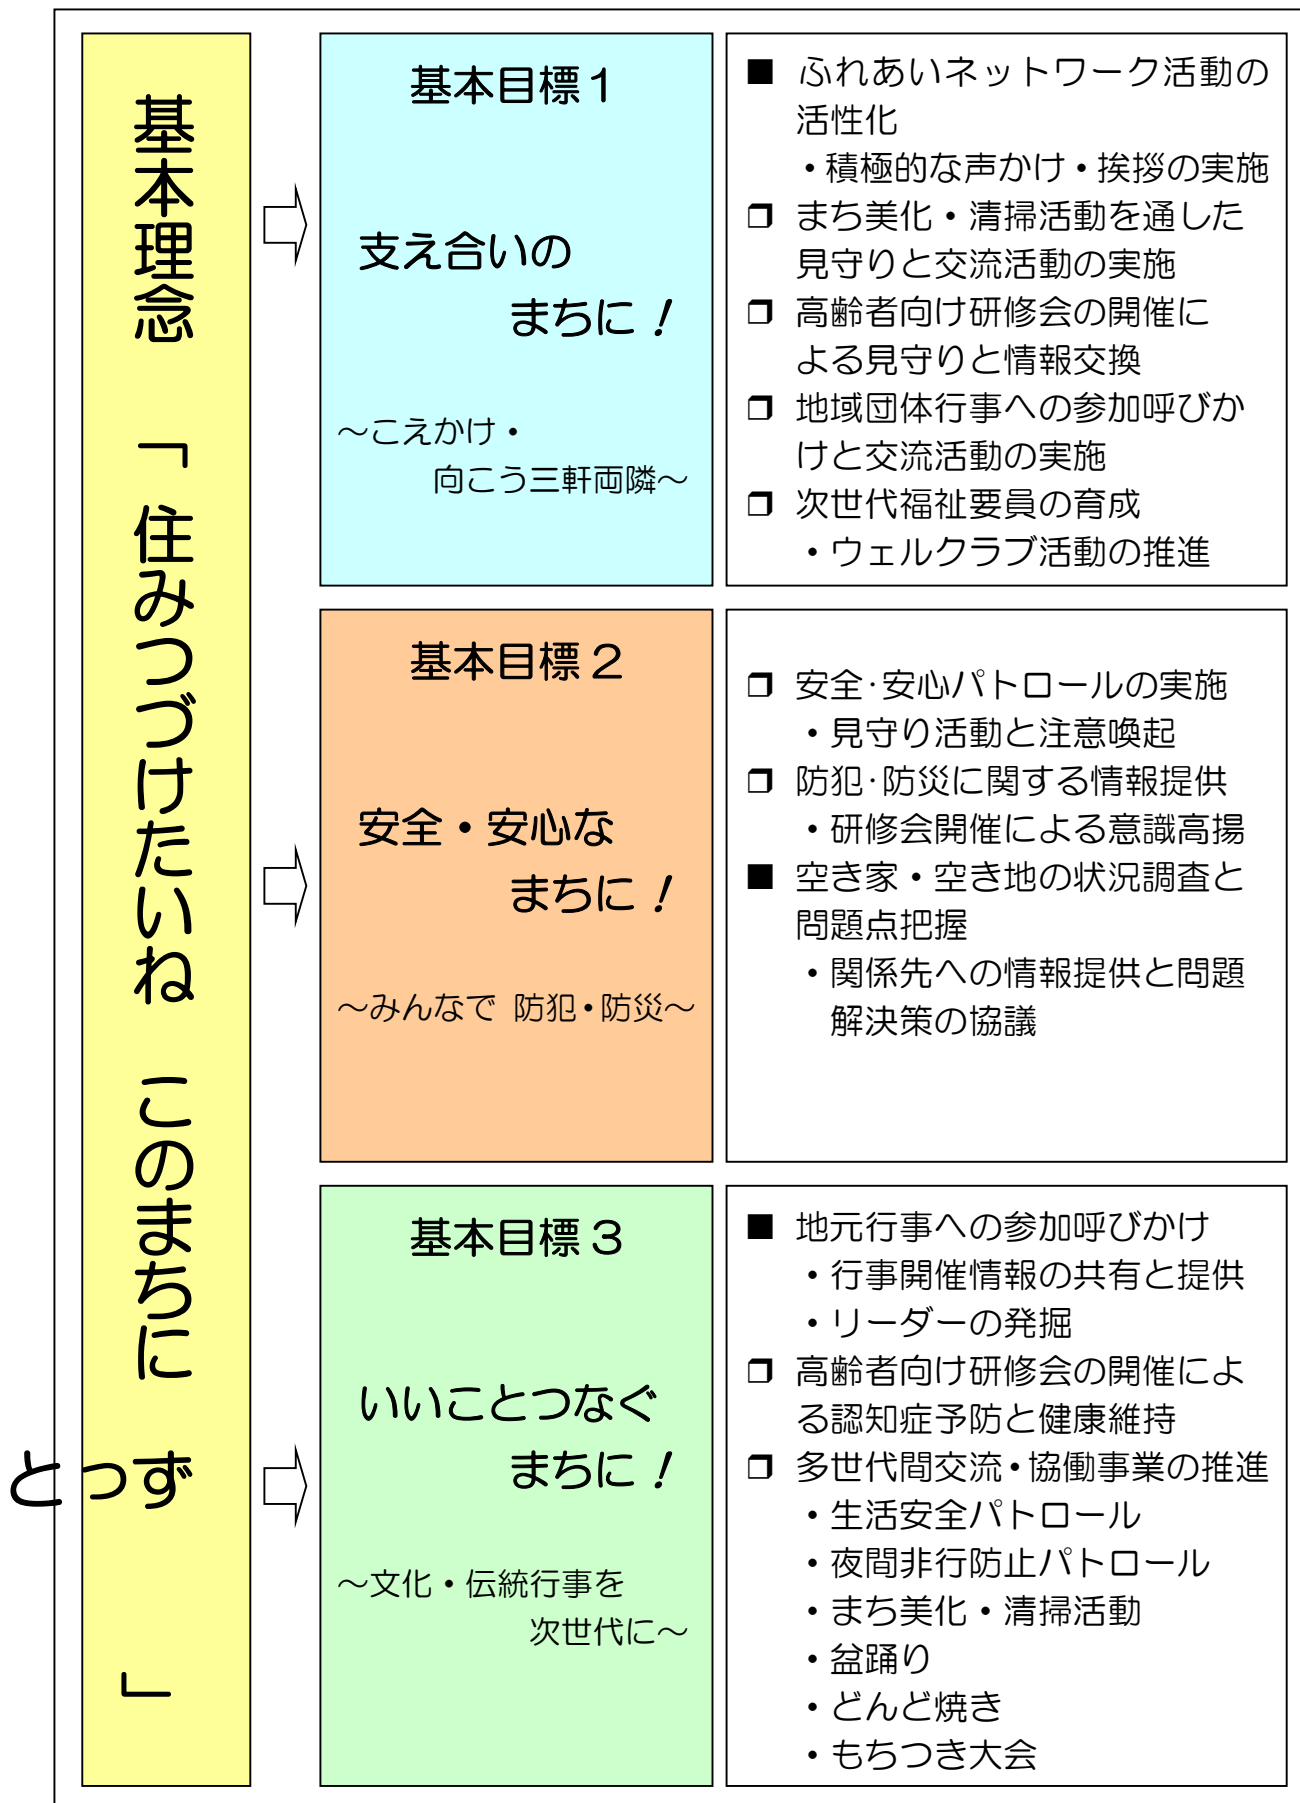 基本理念 「住みつづけたいね このまちに ずっと 」
基本目標1
支え合いの
まちに！
～こえかけ・
向こう三軒両隣～
■ ふれあいネットワーク活動の
活性化
・積極的な声かけ・挨拶の実施
❒ まち美化・清掃活動を通した
見守りと交流活動の実施
❒ 高齢者向け研修会の開催に
よる見守りと情報交換
❒ 地域団体行事への参加呼びか
けと交流活動の実施
❒ 次世代福祉要員の育成
・ウェルクラブ活動の推進
基本目標2
安全・安心な
まちに！
～みんなで 防犯・防災～
❒ 安全・安心パトロールの実施
・見守り活動と注意喚起
❒ 防犯・防災に関する情報提供
・研修会開催による意識高揚
■ 空き家・空き地の状況調査と
問題点把握
・関係先への情報提供と問題
解決策の協議
基本目標3
いいことつなぐ
まちに！
～文化・伝統行事を
次世代に～
■ 地元行事への参加呼びかけ
・行事開催情報の共有と提供
・リーダーの発掘
❒ 高齢者向け研修会の開催によ
る認知症予防と健康維持
❒ 多世代間交流・協働事業の推進
・生活安全パトロール
・夜間非行防止パトロール
・まち美化・清掃活動
・盆踊り
・どんど焼き
・もちつき大会